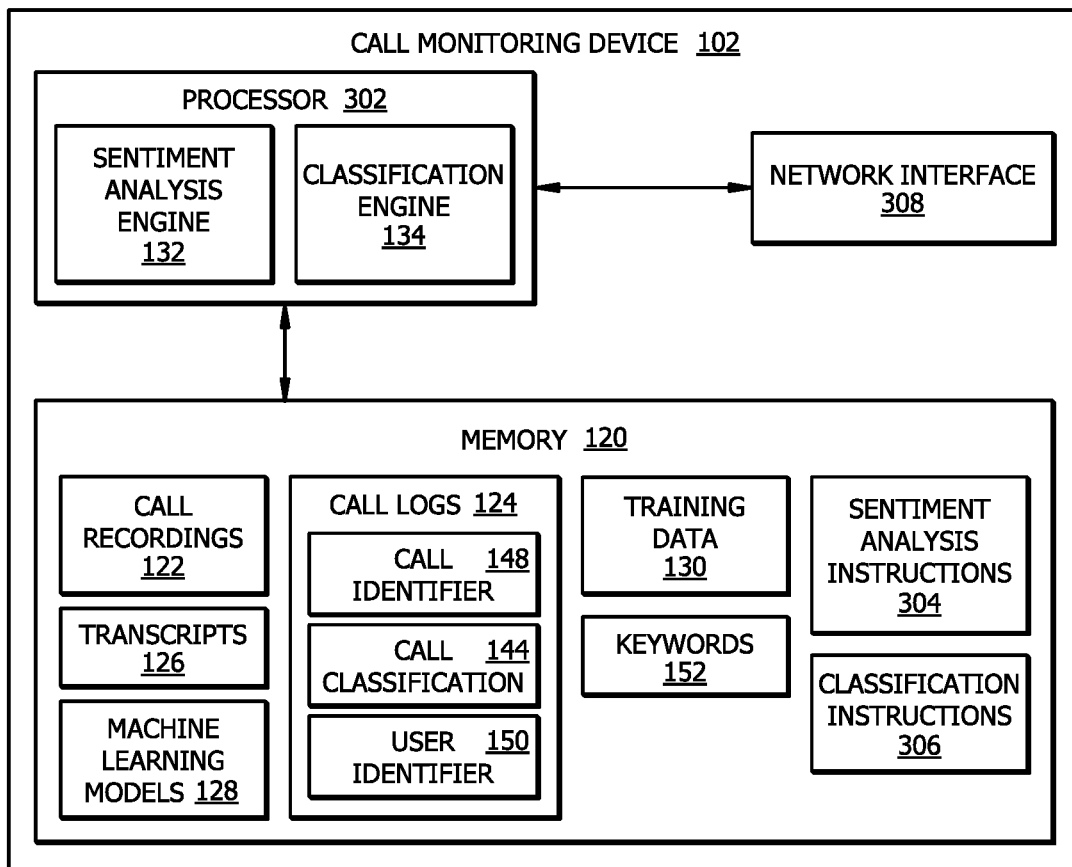 CALL MONITORING DEVICE 102
PROCESSOR 302
SENTIMENT
ANALYSIS
ENGINE
132
CLASSIFICATION
ENGINE
134
NETWORK INTERFACE
308
MEMORY 120
CALL
RECORDINGS
122
TRANSCRIPTS
126
MACHINE
LEARNING
MODELS 128
CALL LOGS 124
CALL 148
IDENTIFIER
CALL 144
CLASSIFICATION
USER 150
IDENTIFIER
TRAINING
DATA
130
KEYWORDS
152
SENTIMENT
ANALYSIS
INSTRUCTIONS
304
CLASSIFICATION
INSTRUCTIONS
306